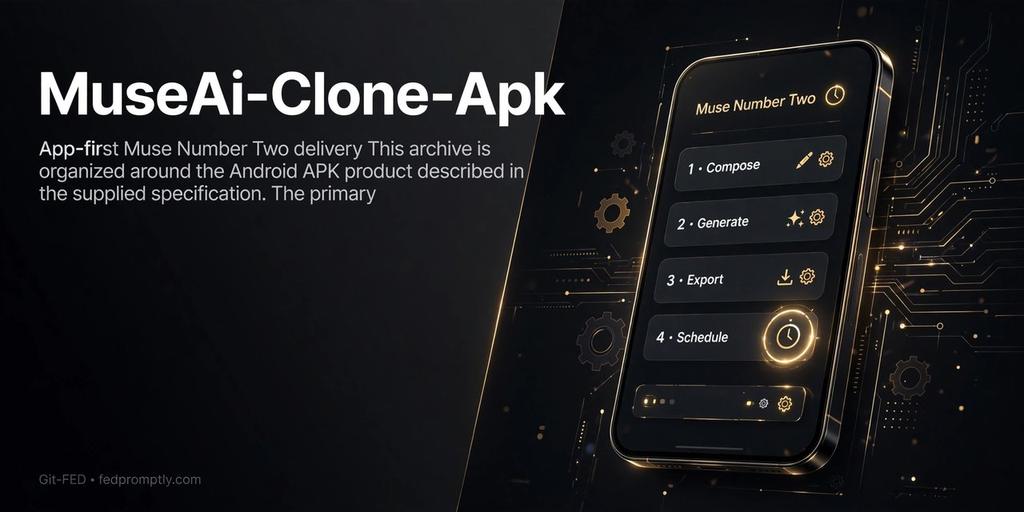 MuseAi-Clone-Apk
App-first Muse Number Two delivery This archive is
organized around the Android APK product described in
the supplied specification. The primary
Muse Number Two
1 • Compose
2 • Generate
3 • Export
4 • Schedule
Git-FED • fedpromptly.com